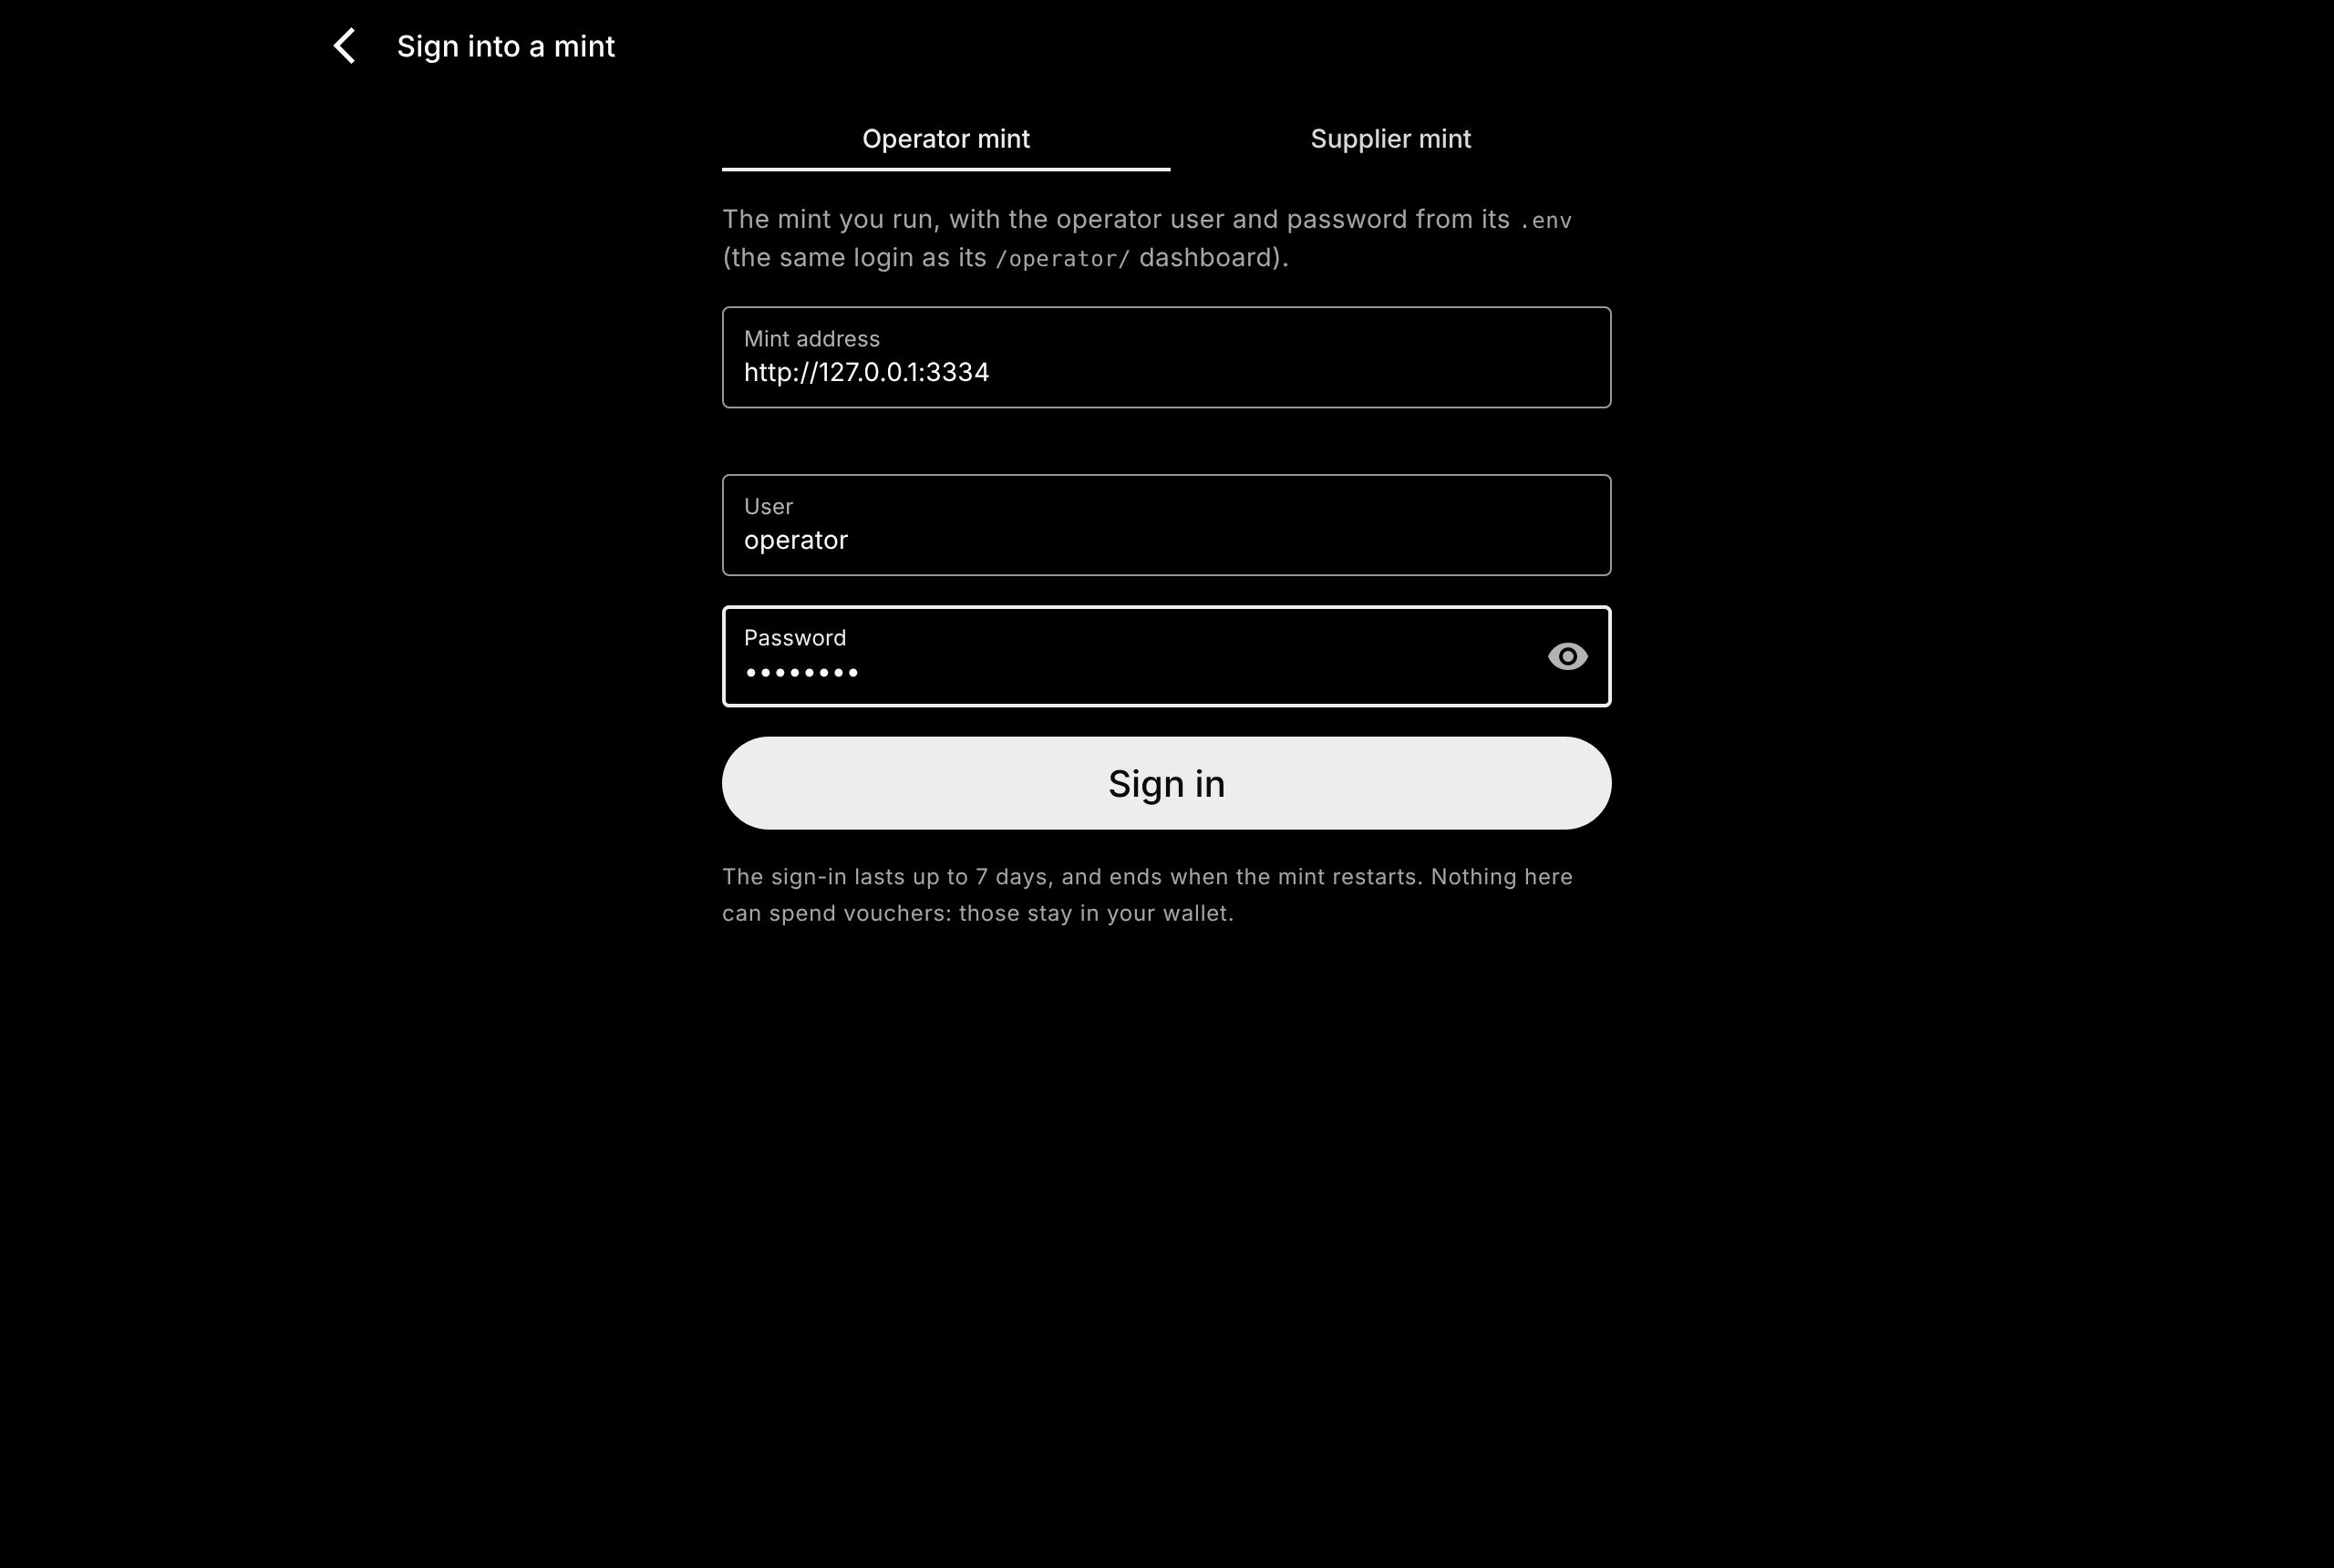 Sign into a mint
Operator mint
Supplier mint
The mint you run, with the operator user and password from its .env
(the same login as its /operator/ dashboard).
Mint address
http://127.0.0.1:3334
User
operator
Password
••••••••
Sign in
The sign-in lasts up to 7 days, and ends when the mint restarts. Nothing here
can spend vouchers: those stay in your wallet.